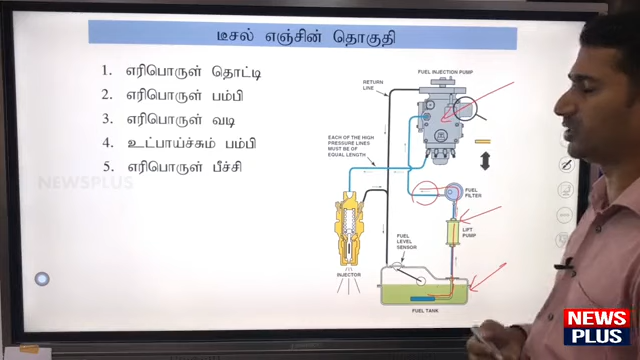 டீசல் எஞ்சின் தொகுதி
1. எரிபொருள் தொட்டி
2. எரிபொருள் பம்பி
3. எரிபொருள் வடி
4. உட்பாய்ச்சும் பம்பி
5. எரிபொருள் பீச்சி
NEWSPLUS
FUEL INJECTION PUMP
RETURN
LINE
EACH OF THE HIGH
PRESSURE LINES
MUST BE OF
EQUAL LENGTH
FUEL
FILTER
LIFT
PUMP
FUEL
LEVEL
SENSOR
INJECTOR
FUEL TANK
NEWS
PLUS